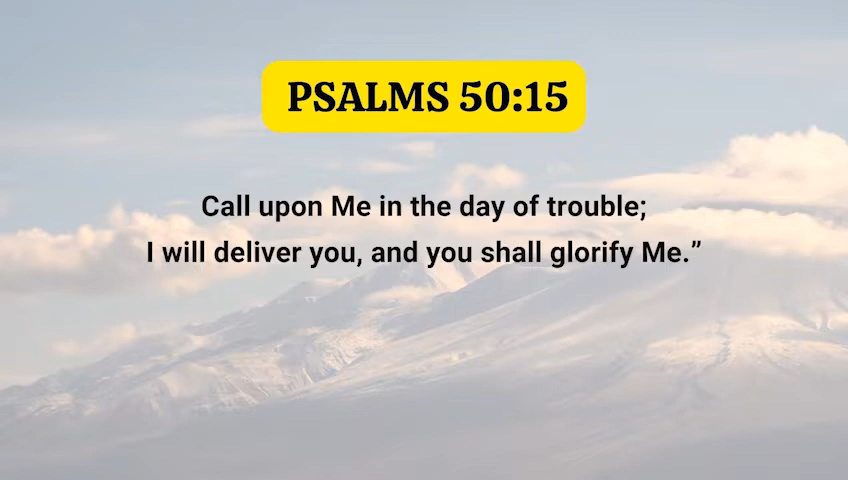 PSALMS 50:15
Call upon Me in the day of trouble;
I will deliver you, and you shall glorify Me.”